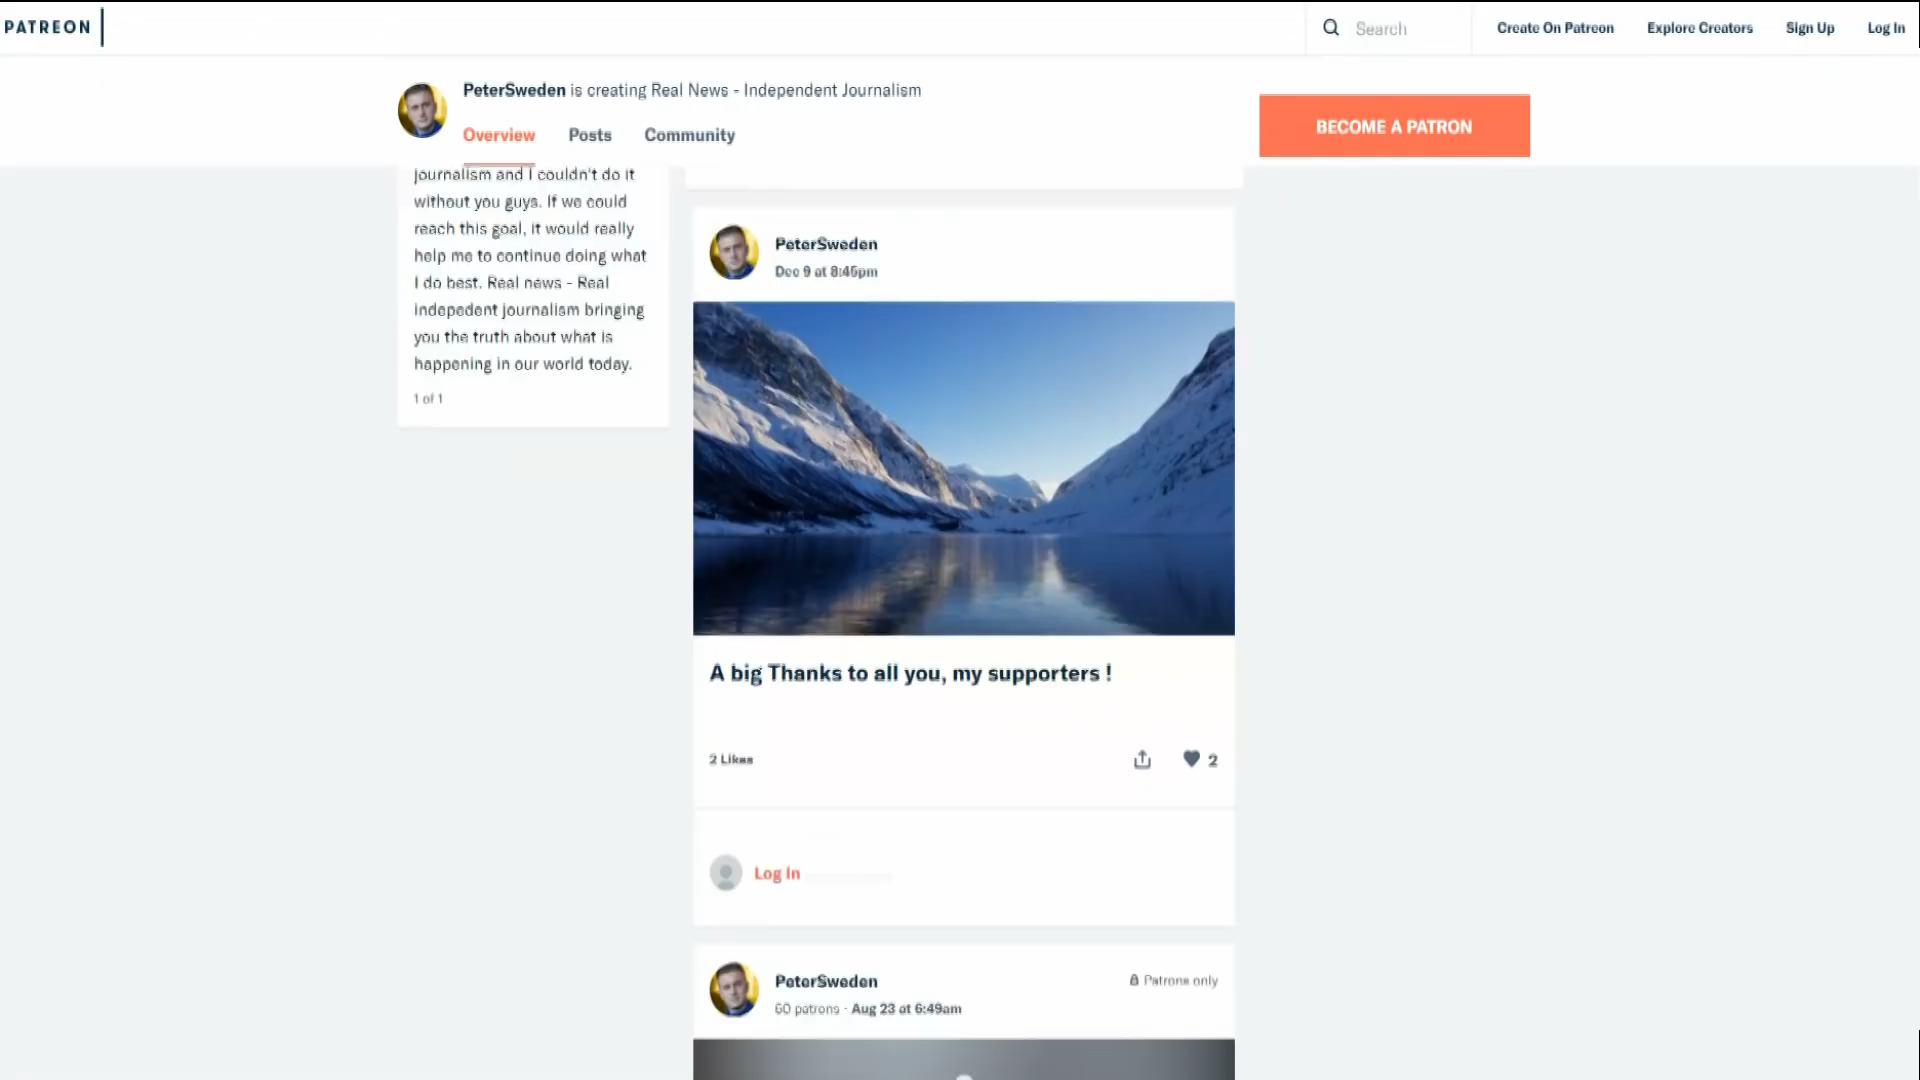 PATREON
Search
Create On Patreon
Explore Creators
Sign Up
Log In
PeterSweden is creating Real News - Independent Journalism
Overview
Posts
Community
BECOME A PATRON
journalism and I couldn't do it
without you guys. If we could
reach this goal, it would really
help me to continue doing what
I do best. Real news - Real
indepedent journalism bringing
you the truth about what is
happening in our world today.
1 of 1
PeterSweden
Dec 9 at 8:45pm
A big Thanks to all you, my supporters !
2 Likes
2
Log In
PeterSweden
Patrons only
60 patrons · Aug 23 at 6:49am